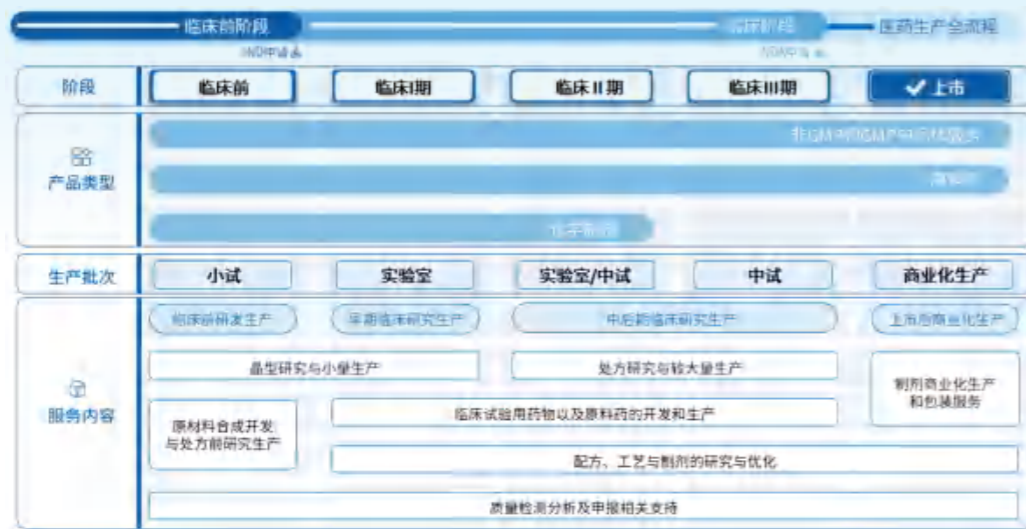 临床前阶段
临床阶段
医药生产全流程
IND申请
NDA申请
阶段
临床前
临床I期
临床II期
临床III期
上市
产品类型
生产批次
小试
实验室
实验室/中试
中试
商业化生产
服务内容
临床前研发生产
早期临床研究生产
中后期临床研究生产
上市后商业化生产
晶型研究与小量生产
处方研究与较大量生产
制剂商业化生产
和包装服务
原材料合成开发
与处方前研究生产
临床试验用药物以及原料药的开发和生产
配方、工艺与制剂的研究与优化
质量检测分析及申报相关支持